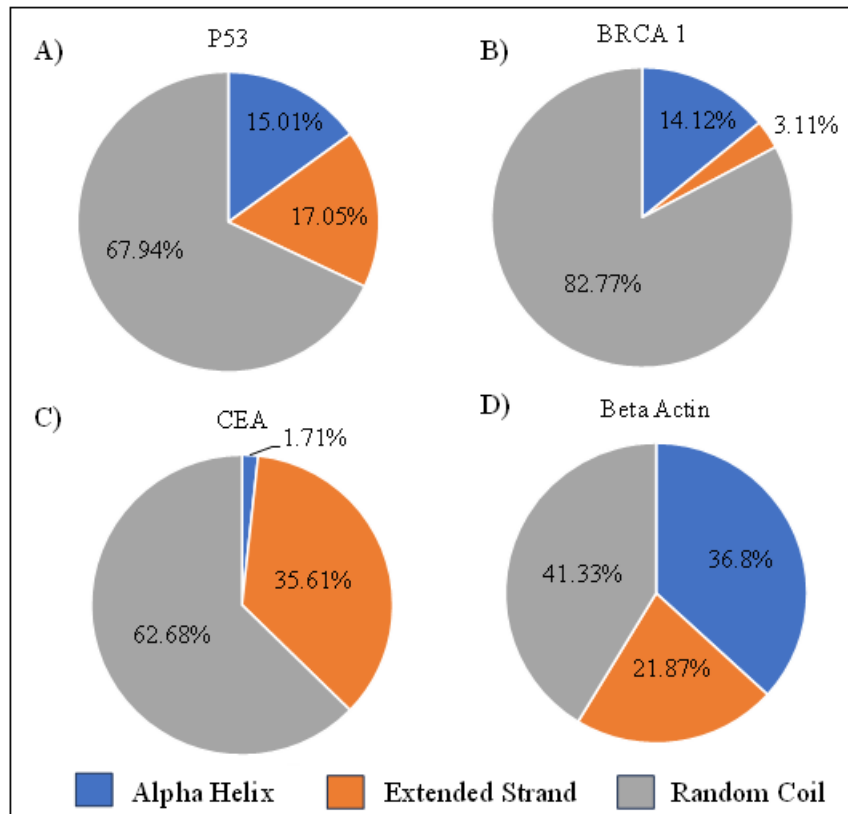 A)
P53
15.01%
17.05%
67.94%
B)
BRCA 1
14.12%
3.11%
82.77%
C)
CEA
1.71%
35.61%
62.68%
D)
Beta Actin
36.8%
41.33%
21.87%
Alpha Helix
Extended Strand
Random Coil